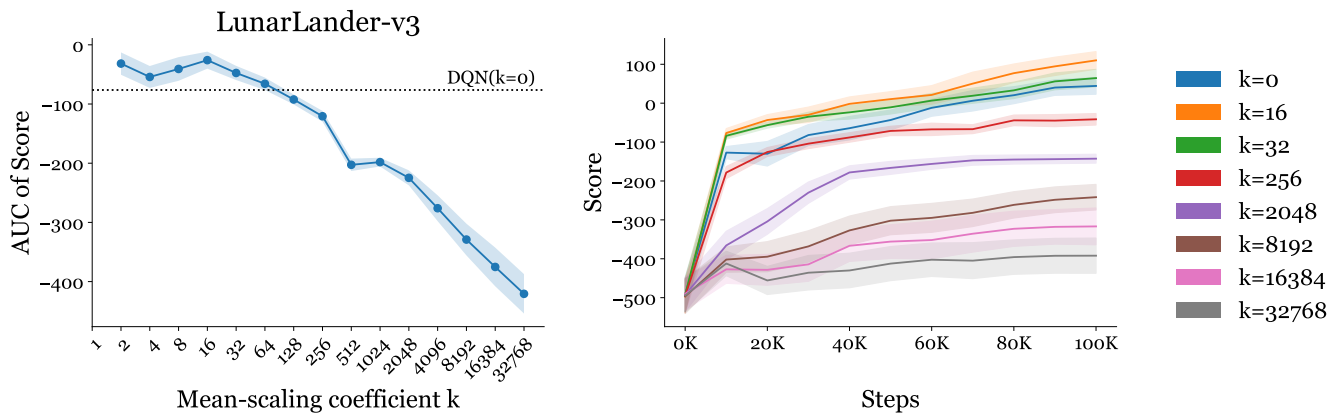 LunarLander-v3
AUC of Score
0
−100
−200
−300
−400
DQN(k=0)
1
2
4
8
16
32
64
128
256
512
1024
2048
4096
8192
16384
32768
Mean-scaling coefficient k
Score
100
0
−100
−200
−300
−400
−500
0K
20K
40K
60K
80K
100K
Steps
k=0
k=16
k=32
k=256
k=2048
k=8192
k=16384
k=32768